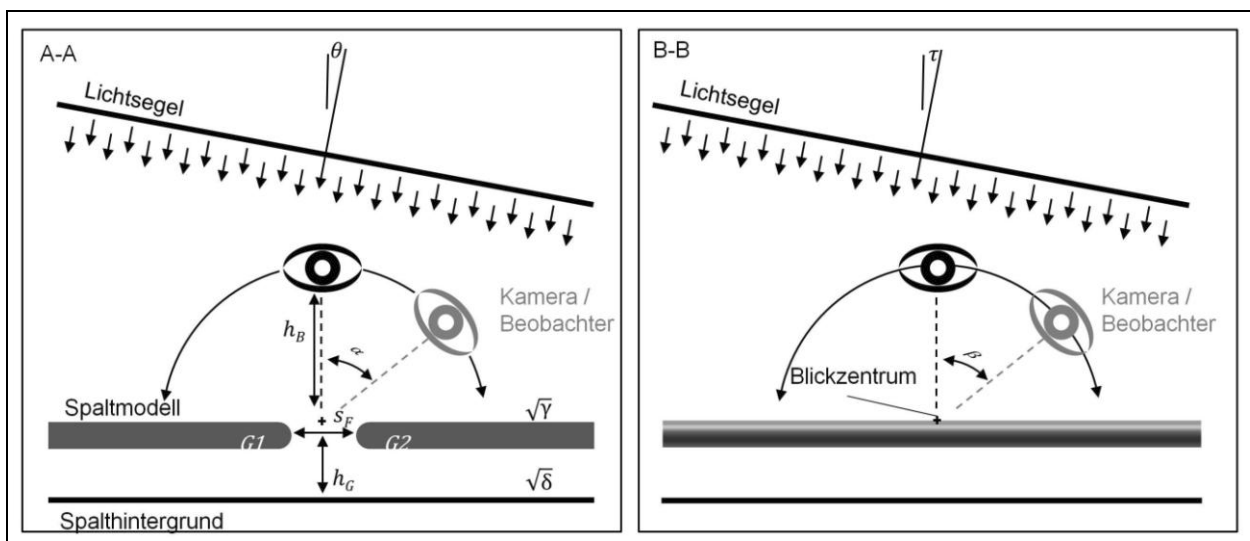 A-A
θ
Lichtsegel
Kamera /
Beobachter
h_B
α
Spaltmodell
s_F
√γ
G1
G2
h_G
√δ
Spalthintergrund
B-B
τ
Lichtsegel
Kamera /
Beobachter
β
Blickzentrum